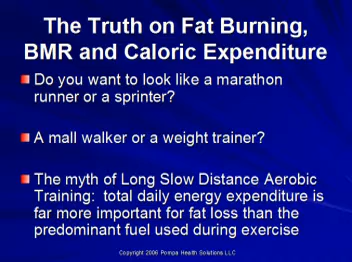 The Truth on Fat Burning,
BMR and Caloric Expenditure
Do you want to look like a marathon
runner or a sprinter?
A mall walker or a weight trainer?
The myth of Long Slow Distance Aerobic
Training: total daily energy expenditure is
far more important for fat loss than the
predominant fuel used during exercise
Copyright 2006 Pompa Health Solutions LLC